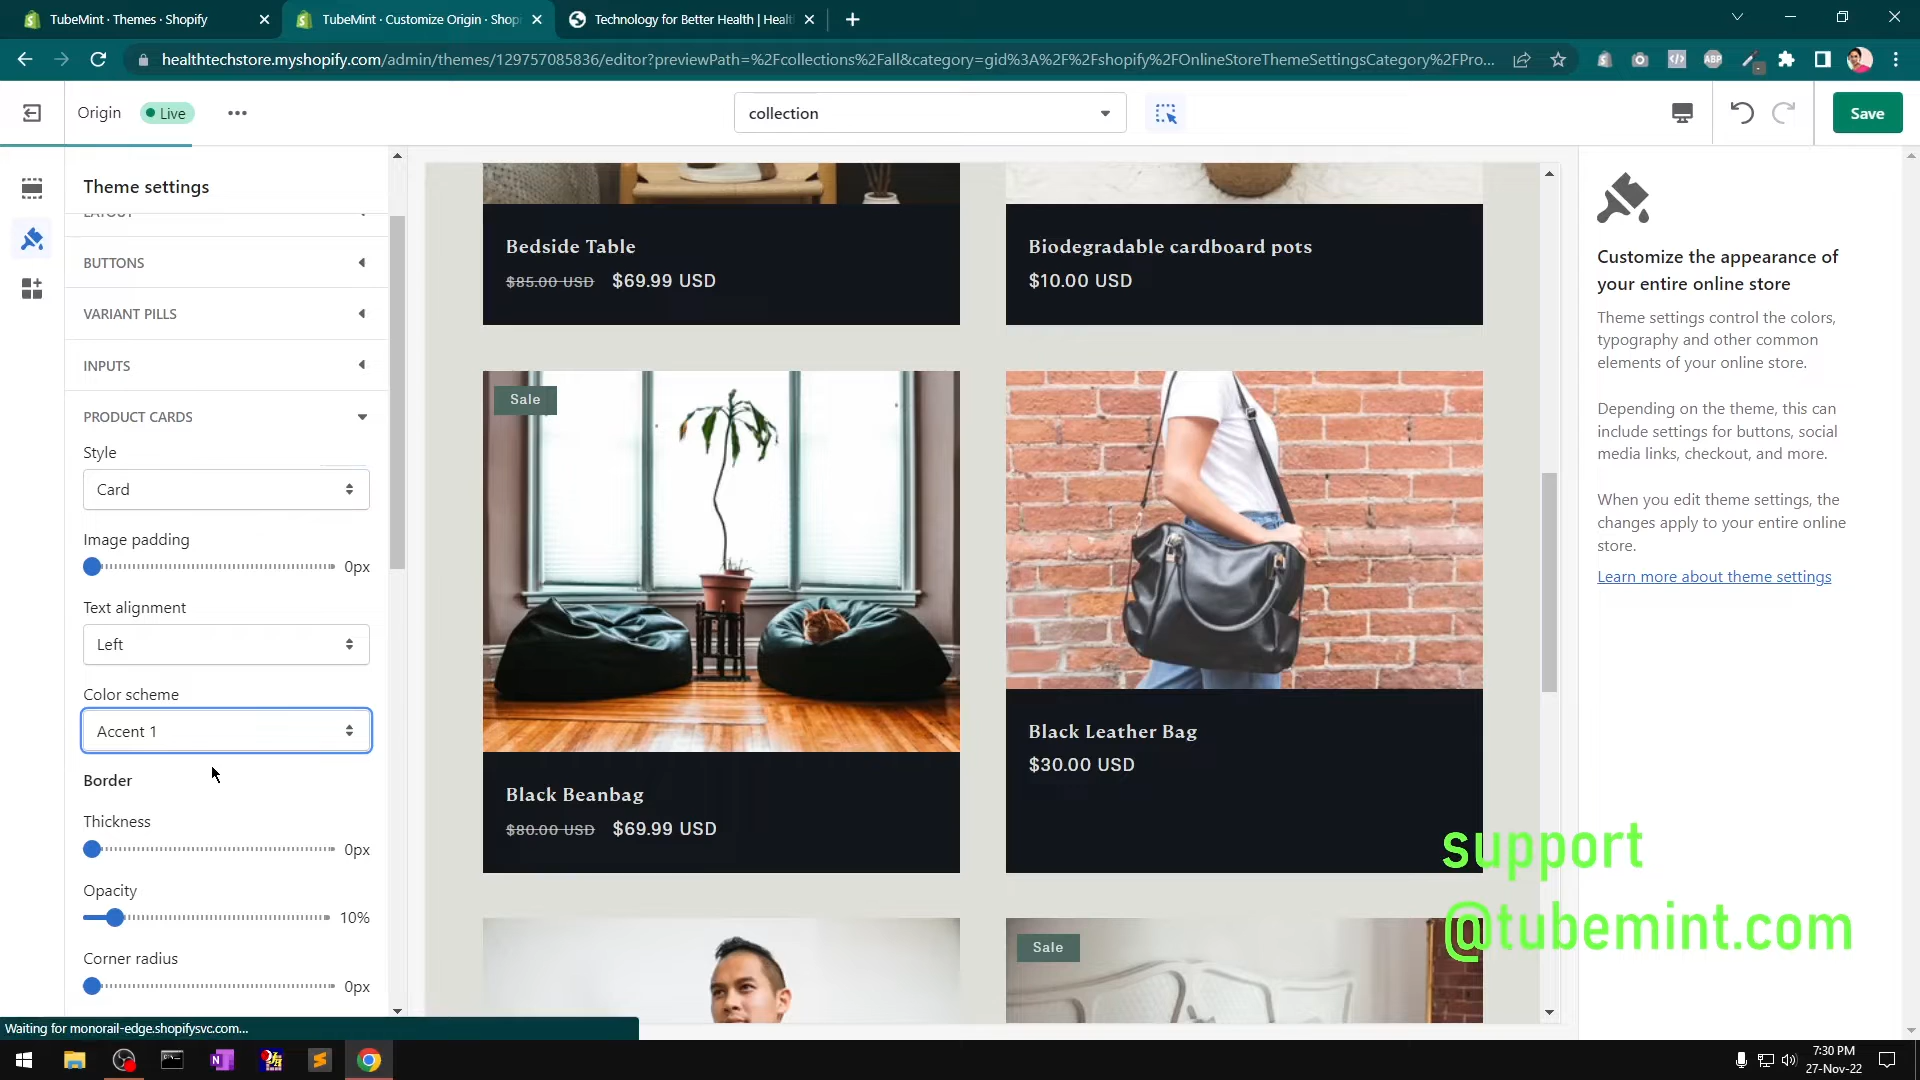 TubeMint · Themes · Shopify
TubeMint · Customize Origin · Shop
Technology for Better Health | Healt
healthtechstore.myshopify.com/admin/themes/129757085836/editor?previewPath=%2Fcollections%2Fall&category=gid%3A%2F%2Fshopify%2FOnlineStoreThemeSettingsCategory%2FPro...
ABP
Origin
Live
collection
Save
Theme settings
LAYOUT
BUTTONS
VARIANT PILLS
INPUTS
PRODUCT CARDS
Style
Card
Image padding
0px
Text alignment
Left
Color scheme
Accent 1
Border
Thickness
0px
Opacity
10%
Corner radius
0px
Bedside Table
$85.00 USD $69.99 USD
Biodegradable cardboard pots
$10.00 USD
Sale
Black Beanbag
$80.00 USD $69.99 USD
Black Leather Bag
$30.00 USD
Sale
Customize the appearance of
your entire online store
Theme settings control the colors,
typography and other common
elements of your online store.
Depending on the theme, this can
include settings for buttons, social
media links, checkout, and more.
When you edit theme settings, the
changes apply to your entire online
store.
Learn more about theme settings
support
@tubemint.com
Waiting for monorail-edge.shopifysvc.com...
7:30 PM
27-Nov-22